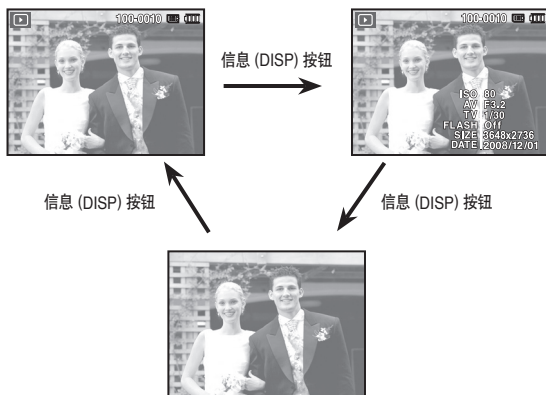 100-0010
100-0010
信息 (DISP) 按钮
ISO 80
AV F3.2
TV 1/30
FLASH Off
SIZE 3648x2736
DATE 2008/12/01
信息 (DISP) 按钮
信息 (DISP) 按钮